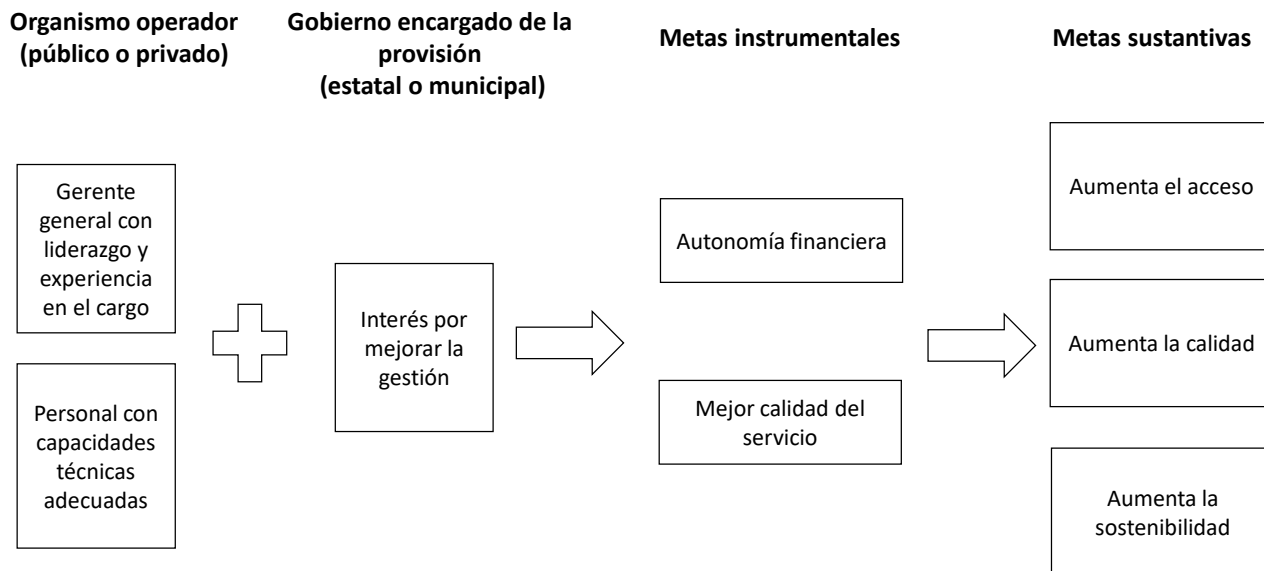 Organismo operador
(público o privado)
Gobierno encargado de la
provisión
(estatal o municipal)
Metas instrumentales
Metas sustantivas
Gerente
general con
liderazgo y
experiencia
en el cargo
Personal con
capacidades
técnicas
adecuadas
Interés por
mejorar la
gestión
Autonomía financiera
Mejor calidad del
servicio
Aumenta el acceso
Aumenta la calidad
Aumenta la
sostenibilidad